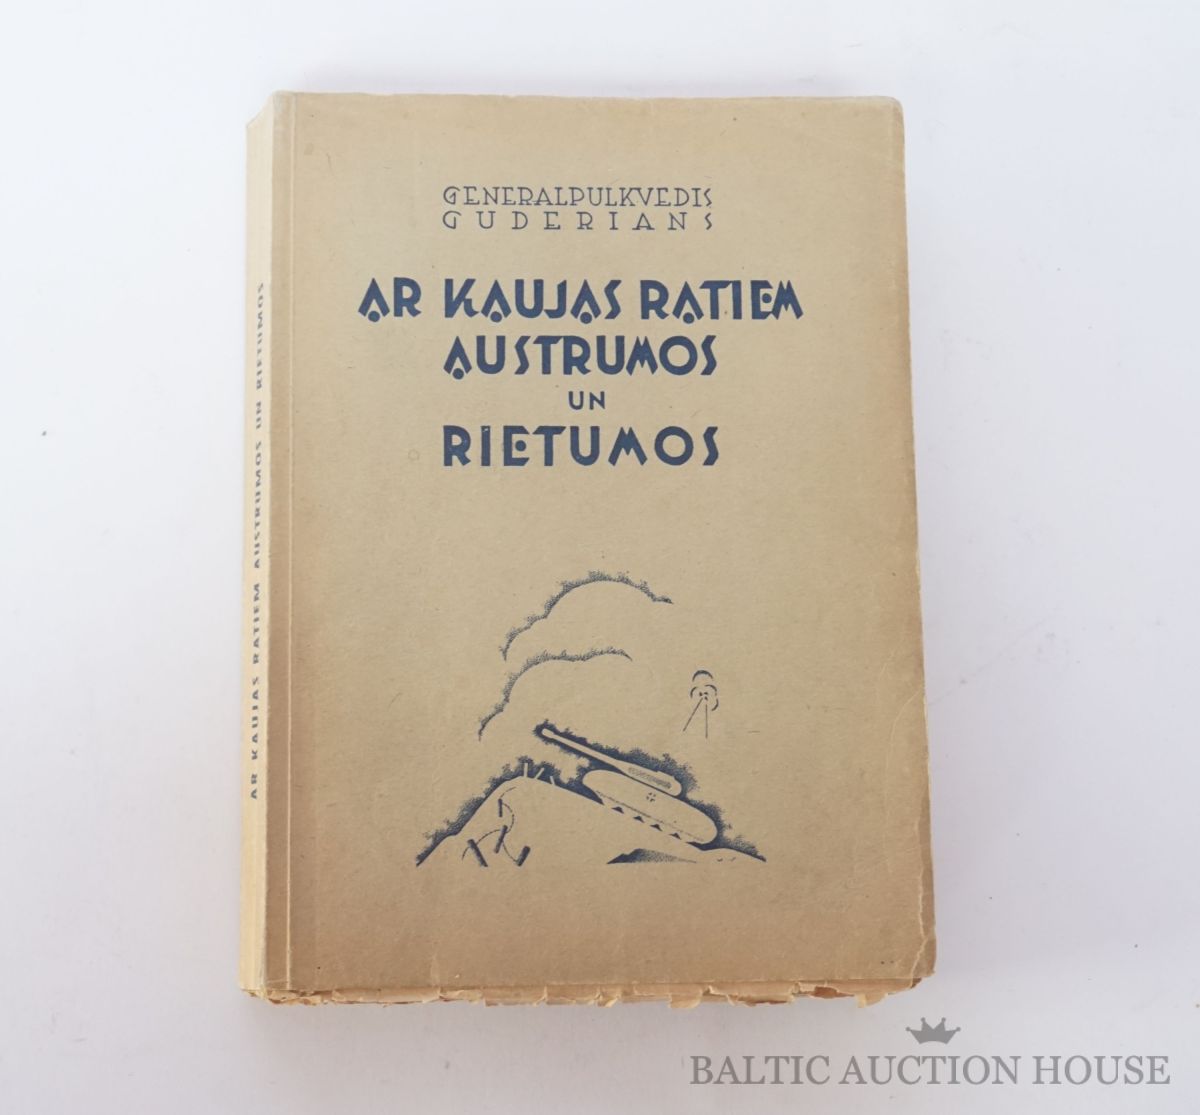 GENERALPULKVEDIS
GUDERIANS
AR KAUJAS RATIEM
AUSTRUMOS
UN
RIETUMOS
AR KAUJAS RATIEM AUSTRUMOS UN RIETUMOS
BALTIC AUCTION HOUSE